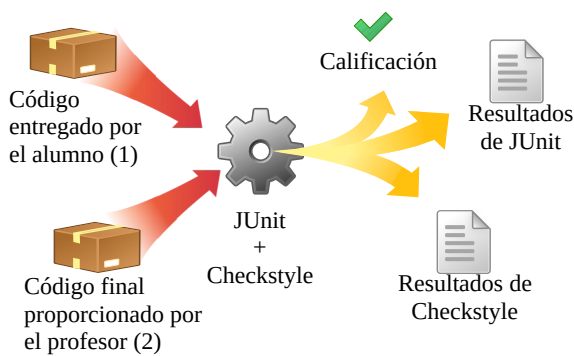 Código
entregado por
el alumno (1)
Código final
proporcionado por
el profesor (2)
JUnit
+
Checkstyle
Calificación
Resultados
de JUnit
Resultados de
Checkstyle